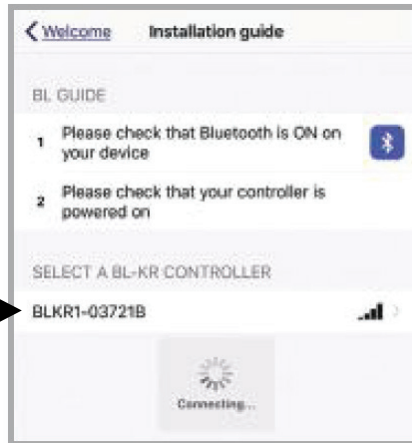 Welcome Installation guide
BL GUIDE
1 Please check that Bluetooth is ON on
your device
2 Please check that your controller is
powered on
SELECT A BL-KR CONTROLLER
BLKR1-03721B
Connecting...